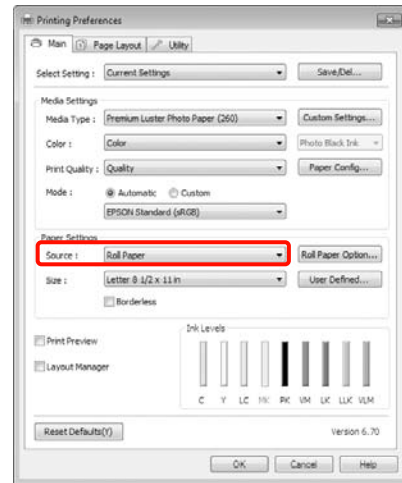 Printing Preferences
Main Page Layout Utility
Select Setting : Current Settings Save/Del...
Media Settings
Media Type : Premium Luster Photo Paper (260) Custom Settings...
Color : Color Photo Black Ink
Print Quality : Quality Paper Config...
Mode : Automatic Custom
EPSON Standard (sRGB)
Paper Settings
Source : Roll Paper Roll Paper Option...
Size : Letter 8 1/2 x 11 in User Defined...
Borderless
Ink Levels
Print Preview
Layout Manager
C Y LC MK PK VM LK LLK VLM
Reset Defaults(Y) Version 6.70
OK Cancel Help